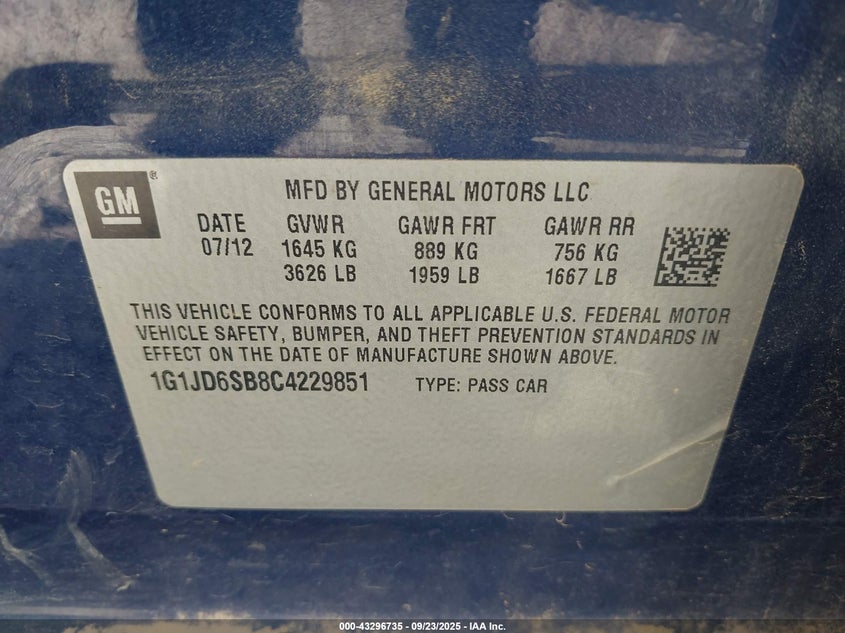 GM®
MFD BY GENERAL MOTORS LLC
DATE GVWR GAWR FRT GAWR RR
07/12 1645 KG 889 KG 756 KG
3626 LB 1959 LB 1667 LB
THIS VEHICLE CONFORMS TO ALL APPLICABLE U.S. FEDERAL MOTOR
VEHICLE SAFETY, BUMPER, AND THEFT PREVENTION STANDARDS IN
EFFECT ON THE DATE OF MANUFACTURE SHOWN ABOVE.
1G1JD6SB8C4229851 TYPE: PASS CAR
000-43296735 - 09/23/2025 - IAA Inc.